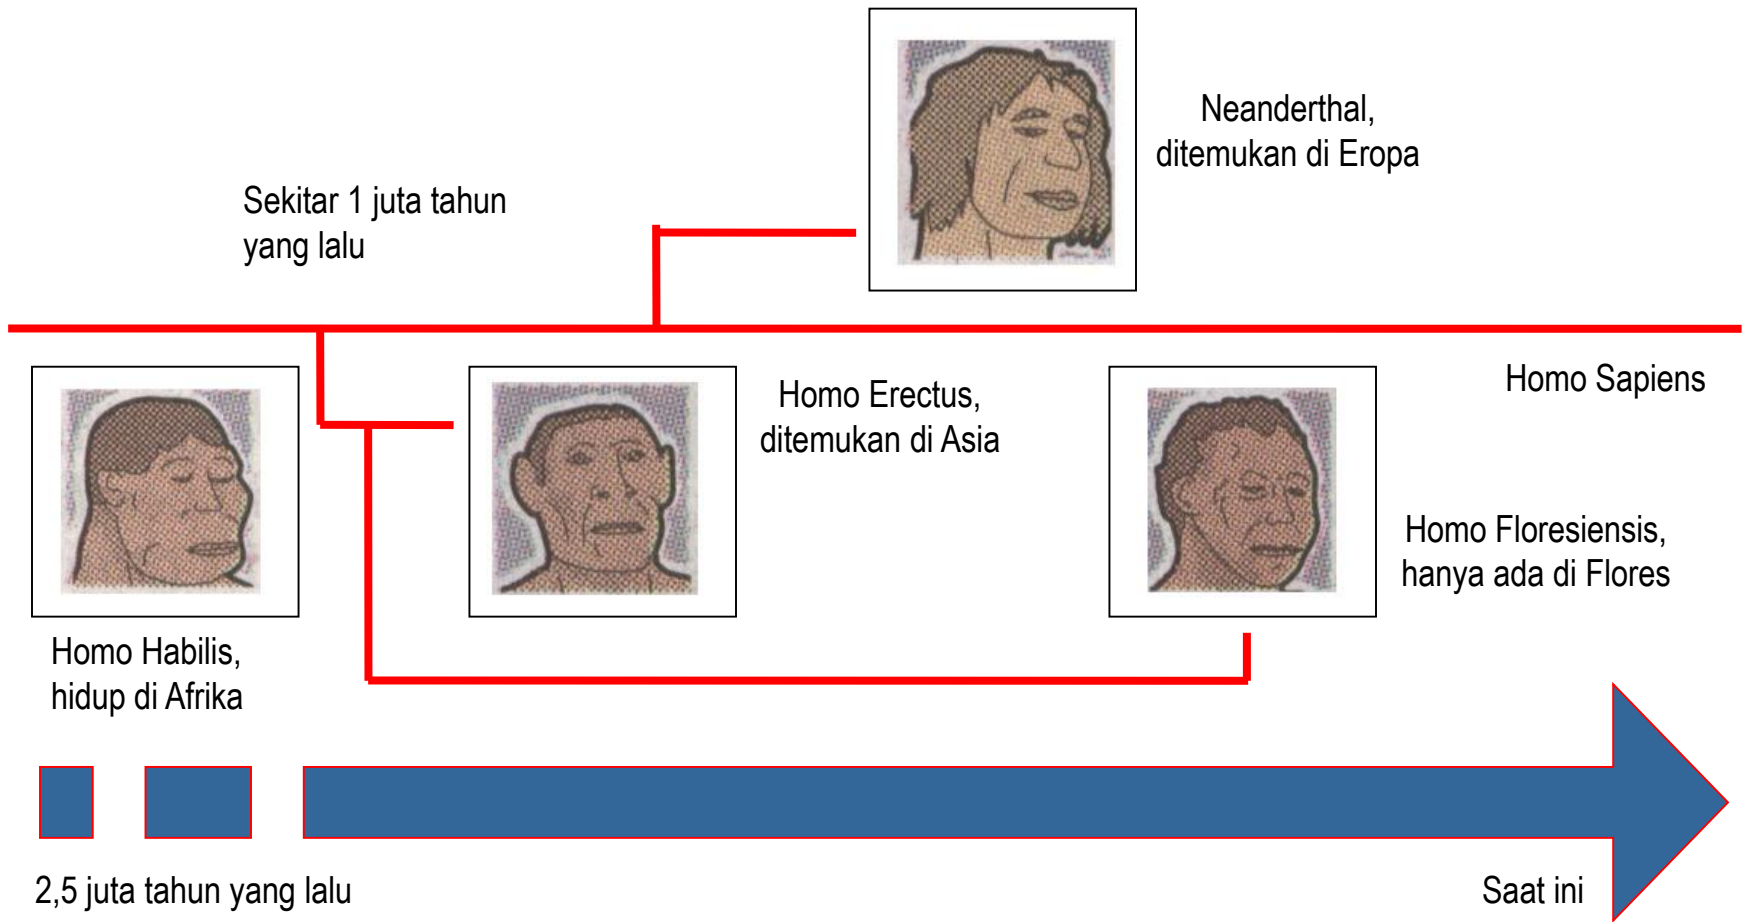 Neanderthal,
ditemukan di Eropa
Sekitar 1 juta tahun
yang lalu
Homo Sapiens
Homo Erectus,
ditemukan di Asia
Homo Floresiensis,
hanya ada di Flores
Homo Habilis,
hidup di Afrika
2,5 juta tahun yang lalu
Saat ini